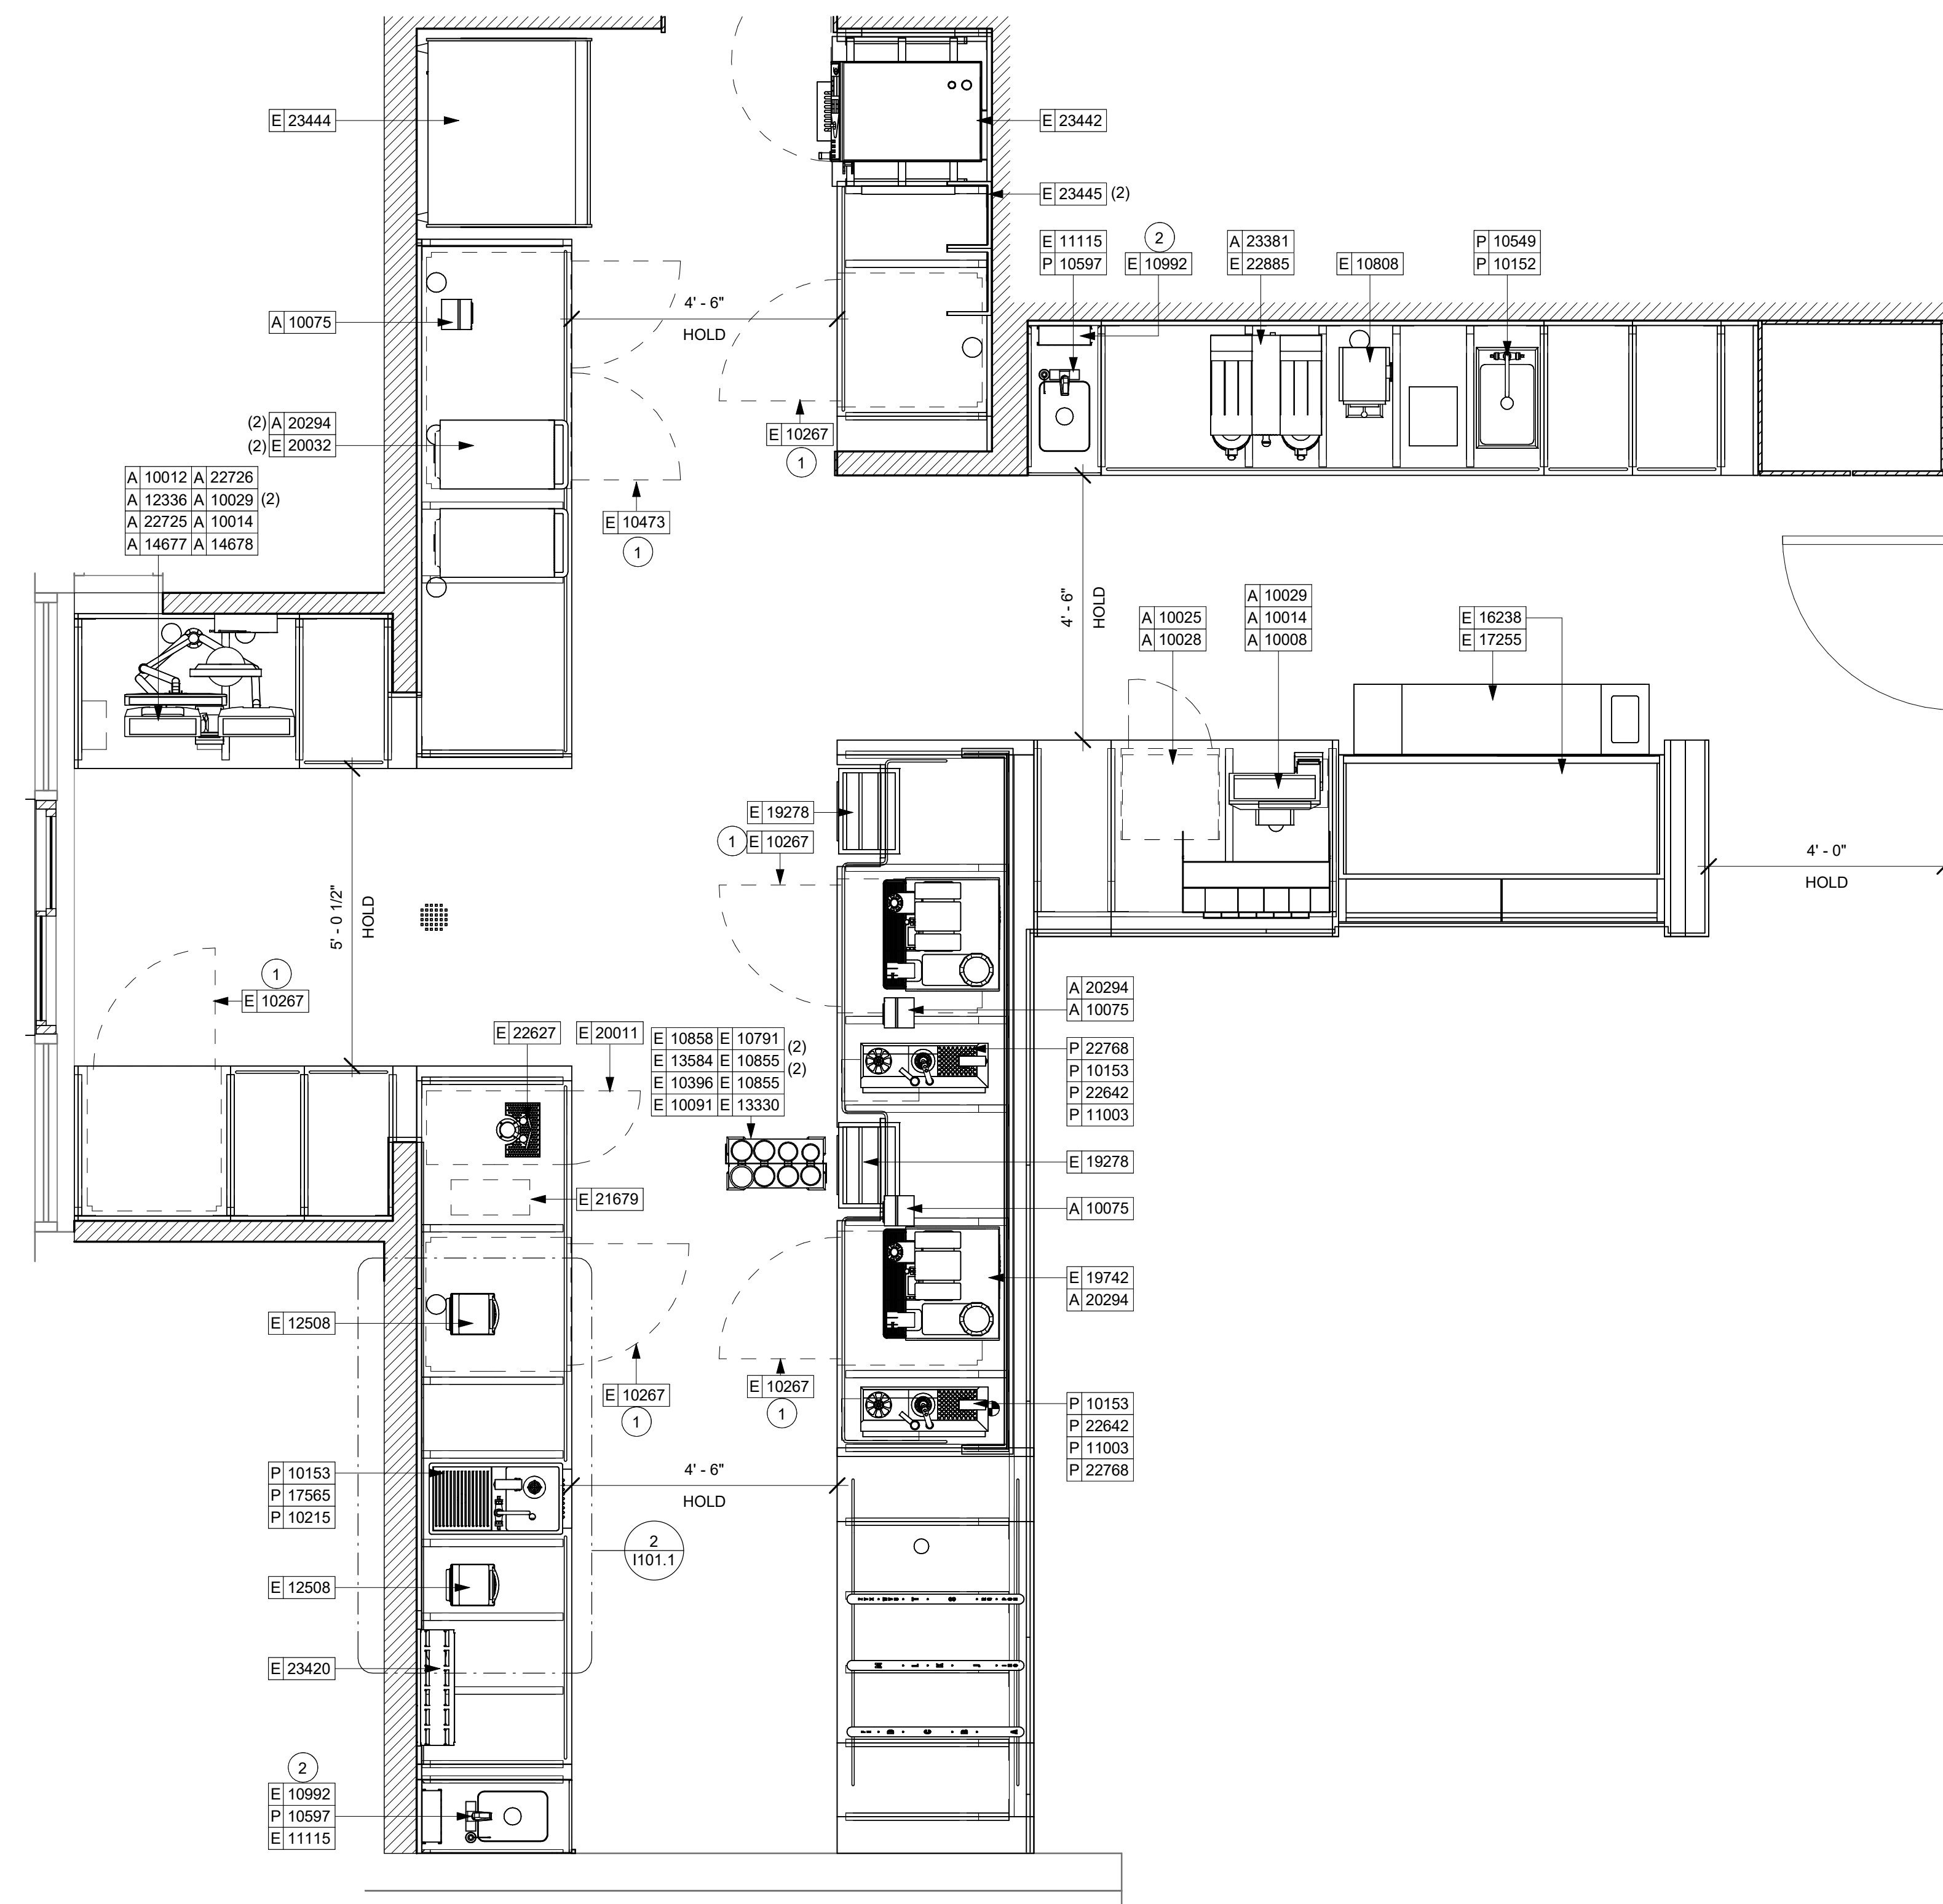 E 23444
E 23442
E 23445 (2)
E 11115
P 10597
2
E 10992
A 23381
E 22885
E 10808
P 10549
P 10152
A 10075
4' - 6"
HOLD
E 10267
1
(2) A 20294
(2) E 20032
A 10012 A 22726
A 12336 A 10029 (2)
A 22725 A 10014
A 14677 A 14678
E 10473
1
4' - 6"
HOLD
A 10025
A 10028
A 10029
A 10014
A 10008
E 16238
E 17255
E 19278
1 E 10267
4' - 0"
HOLD
5' - 0 1/2"
HOLD
1
E 10267
A 20294
A 10075
E 22627
E 20011
E 10858 E 10791 (2)
E 13584 E 10855 (2)
E 10396 E 10855
E 10091 E 13330
P 22768
P 10153
P 22642
P 11003
E 19278
E 21679
A 10075
E 19742
A 20294
E 12508
E 10267
1
E 10267
1
P 10153
P 22642
P 11003
P 22768
P 10153
P 17565
P 10215
4' - 6"
HOLD
2
I101.1
E 12508
E 23420
2
E 10992
P 10597
E 11115